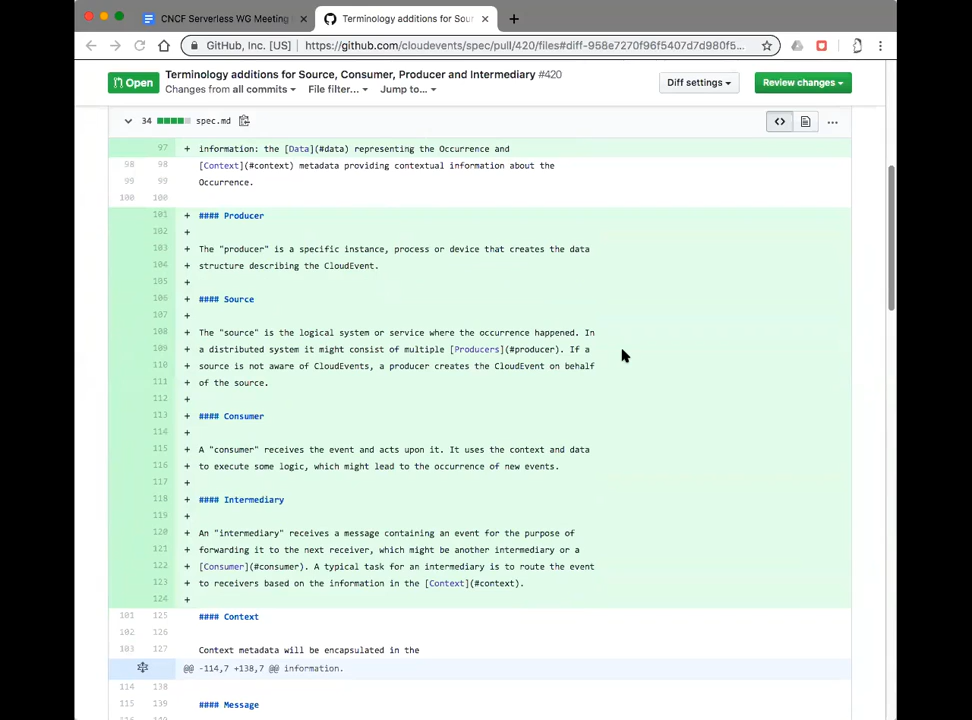 CNCF Serverless WG Meeting
Terminology additions for Sour
GitHub, Inc. [US] | https://github.com/cloudevents/spec/pull/420/files#diff-958e7270f96f5407d7d980f5...
Open
Terminology additions for Source, Consumer, Producer and Intermediary #420
Changes from all commits File filter... Jump to...
Diff settings
Review changes
34 spec.md
97 + information: the [Data](#data) representing the Occurrence and
98 98 [Context](#context) metadata providing contextual information about the
99 99 Occurrence.
100 100
101 + #### Producer
102 +
103 + The "producer" is a specific instance, process or device that creates the data
104 + structure describing the CloudEvent.
105 +
106 + #### Source
107 +
108 + The "source" is the logical system or service where the occurrence happened. In
109 + a distributed system it might consist of multiple [Producers](#producer). If a
110 + source is not aware of CloudEvents, a producer creates the CloudEvent on behalf
111 + of the source.
112 +
113 + #### Consumer
114 +
115 + A "consumer" receives the event and acts upon it. It uses the context and data
116 + to execute some logic, which might lead to the occurrence of new events.
117 +
118 + #### Intermediary
119 +
120 + An "intermediary" receives a message containing an event for the purpose of
121 + forwarding it to the next receiver, which might be another intermediary or a
122 + [Consumer](#consumer). A typical task for an intermediary is to route the event
123 + to receivers based on the information in the [Context](#context).
124 +
101 125 #### Context
102 126
103 127 Context metadata will be encapsulated in the
@@ -114,7 +138,7 @@ information.
114 138
115 139 #### Message